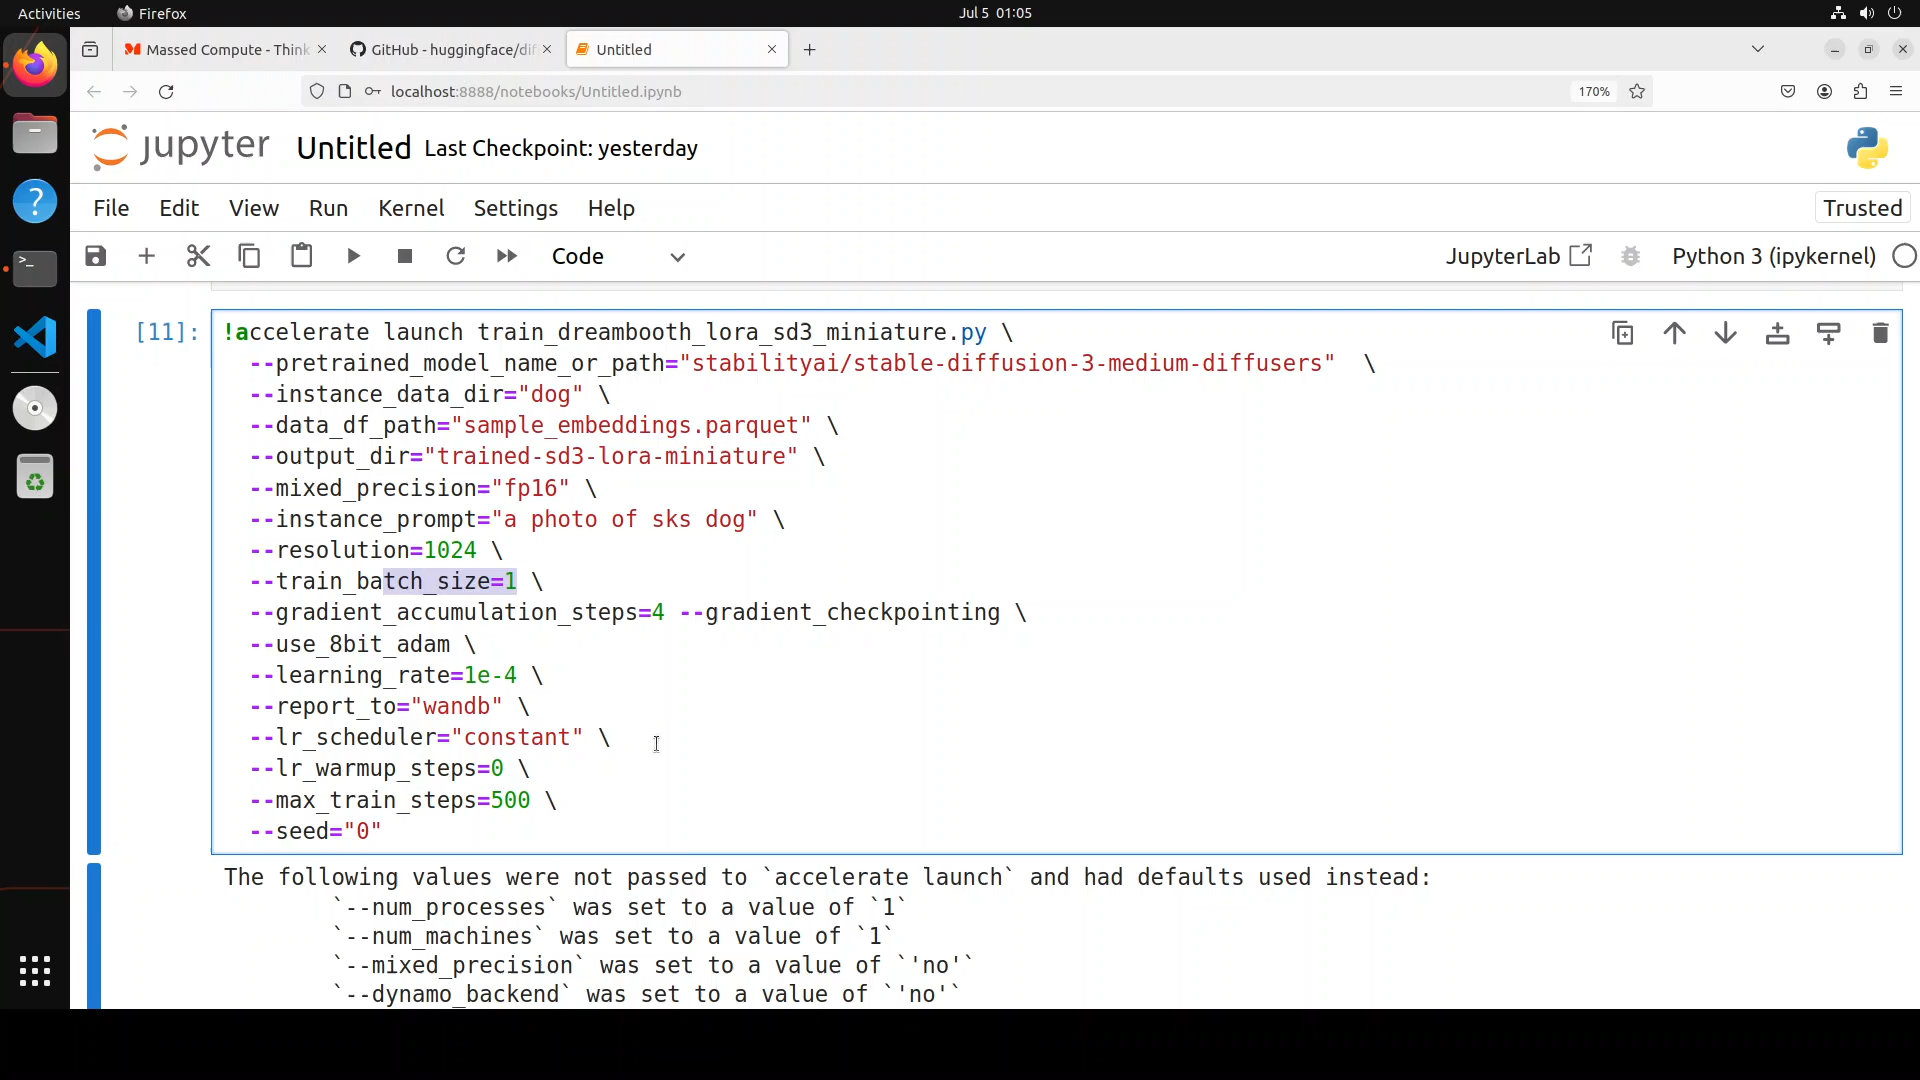 Activities Firefox Jul 5 01:05
Massed Compute - Think GitHub - huggingface/dif Untitled
localhost:8888/notebooks/Untitled.ipynb 170%
jupyter Untitled Last Checkpoint: yesterday
File Edit View Run Kernel Settings Help Trusted
Code JupyterLab Python 3 (ipykernel)
[11]: !accelerate launch train_dreambooth_lora_sd3_miniature.py \
--pretrained_model_name_or_path="stabilityai/stable-diffusion-3-medium-diffusers" \
--instance_data_dir="dog" \
--data_df_path="sample_embeddings.parquet" \
--output_dir="trained-sd3-lora-miniature" \
--mixed_precision="fp16" \
--instance_prompt="a photo of sks dog" \
--resolution=1024 \
--train_batch_size=1 \
--gradient_accumulation_steps=4 --gradient_checkpointing \
--use_8bit_adam \
--learning_rate=1e-4 \
--report_to="wandb" \
--lr_scheduler="constant" \
--lr_warmup_steps=0 \
--max_train_steps=500 \
--seed="0"
The following values were not passed to `accelerate launch` and had defaults used instead:
`--num_processes` was set to a value of `1`
`--num_machines` was set to a value of `1`
`--mixed_precision` was set to a value of `'no'`
`--dynamo_backend` was set to a value of `'no'`